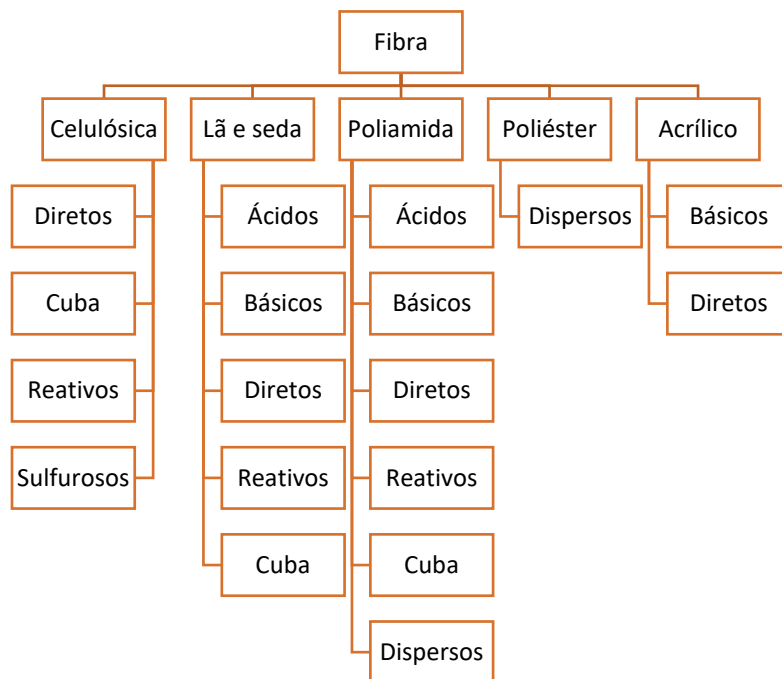 Fibra
Celulósica
Lã e seda
Poliamida
Poliéster
Acrílico
Diretos
Cuba
Reativos
Sulfurosos
Ácidos
Básicos
Diretos
Reativos
Cuba
Ácidos
Básicos
Diretos
Reativos
Cuba
Dispersos
Dispersos
Básicos
Diretos